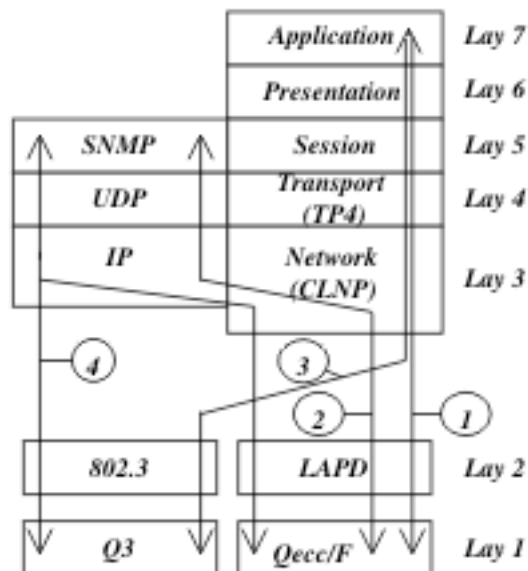 Application Lay 7
Presentation Lay 6
SNMP Session Lay 5
UDP Transport Lay 4
(TP4)
IP Network Lay 3
(CLNP)
4 3
2 1
802.3 LAPD Lay 2
Q3 Qecc/F Lay 1